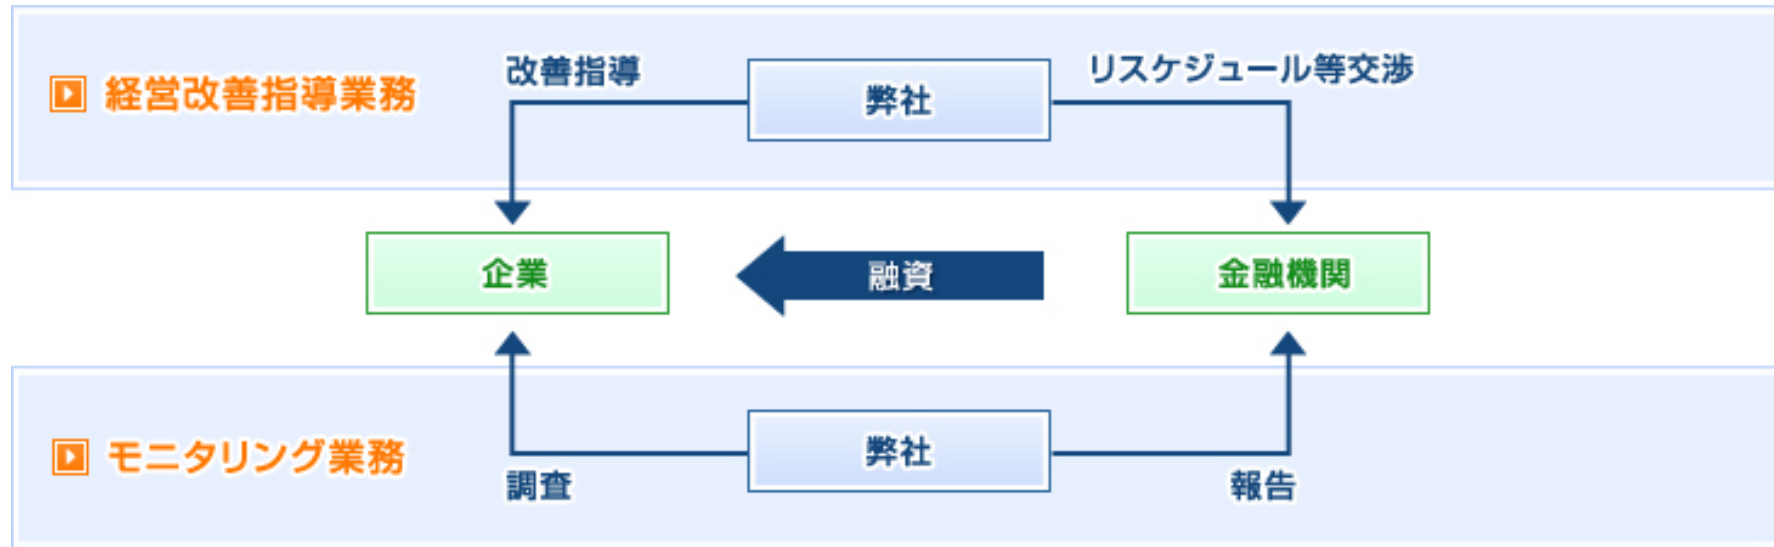 経営改善指導業務
改善指導
弊社
リスケジュール等交渉
企業
融資
金融機関
モニタリング業務
調査
弊社
報告